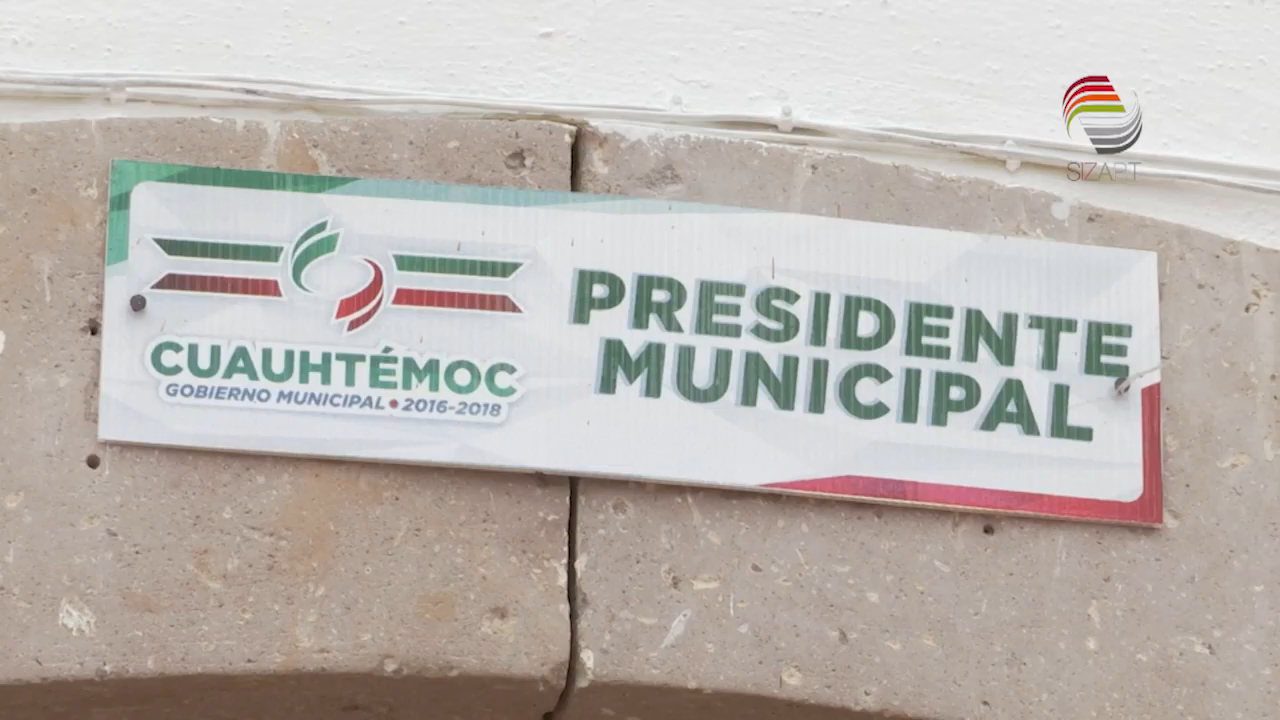 SIZART
CUAUHTÉMOC
GOBIERNO MUNICIPAL • 2016-2018
PRESIDENTE
MUNICIPAL